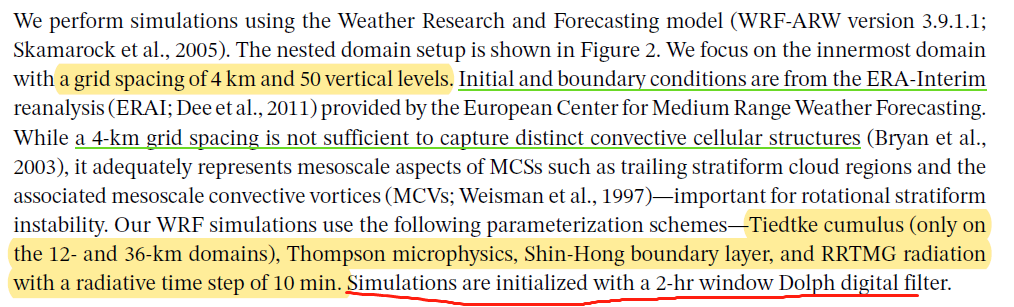 We perform simulations using the Weather Research and Forecasting model (WRF-ARW version 3.9.1.1;
Skamarock et al., 2005). The nested domain setup is shown in Figure 2. We focus on the innermost domain
with a grid spacing of 4 km and 50 vertical levels. Initial and boundary conditions are from the ERA-Interim
reanalysis (ERAI; Dee et al., 2011) provided by the European Center for Medium Range Weather Forecasting.
While a 4-km grid spacing is not sufficient to capture distinct convective cellular structures (Bryan et al.,
2003), it adequately represents mesoscale aspects of MCSs such as trailing stratiform cloud regions and the
associated mesoscale convective vortices (MCVs; Weisman et al., 1997)—important for rotational stratiform
instability. Our WRF simulations use the following parameterization schemes—Tiedtke cumulus (only on
the 12- and 36-km domains), Thompson microphysics, Shin-Hong boundary layer, and RRTMG radiation
with a radiative time step of 10 min. Simulations are initialized with a 2-hr window Dolph digital filter.